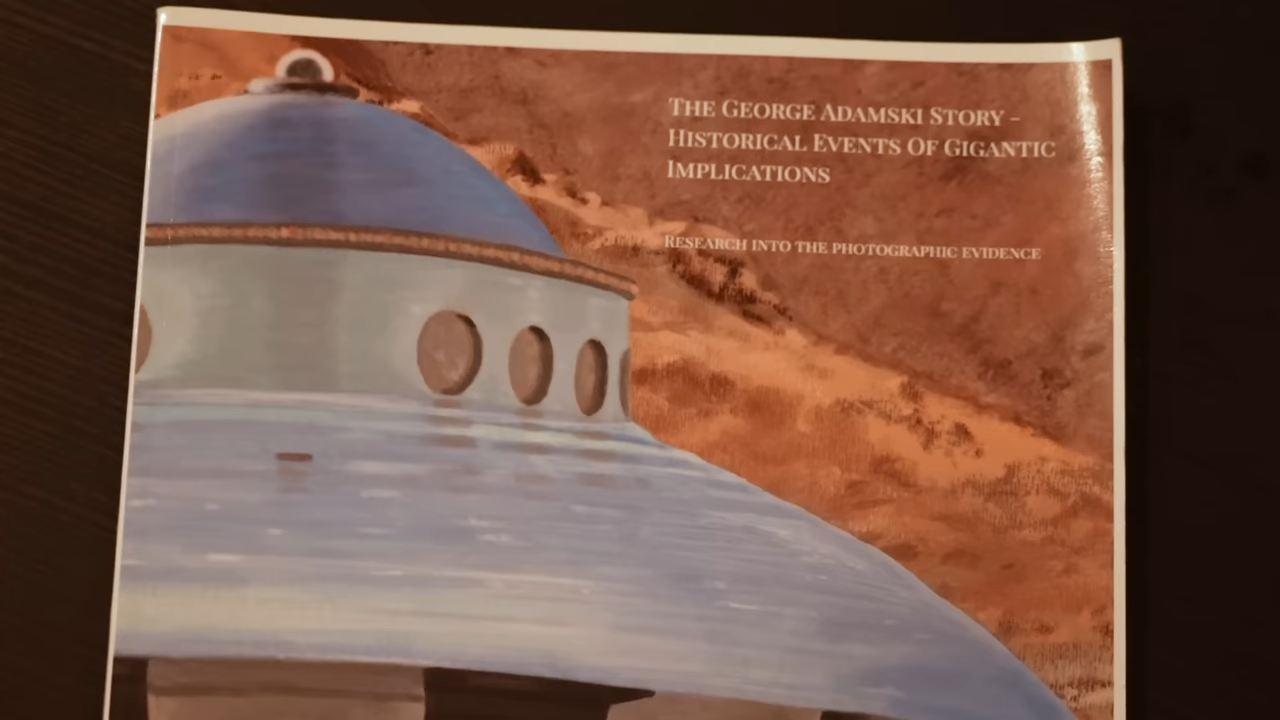 The George Adamski Story –
Historical Events Of Gigantic
Implications
Research into the photographic evidence